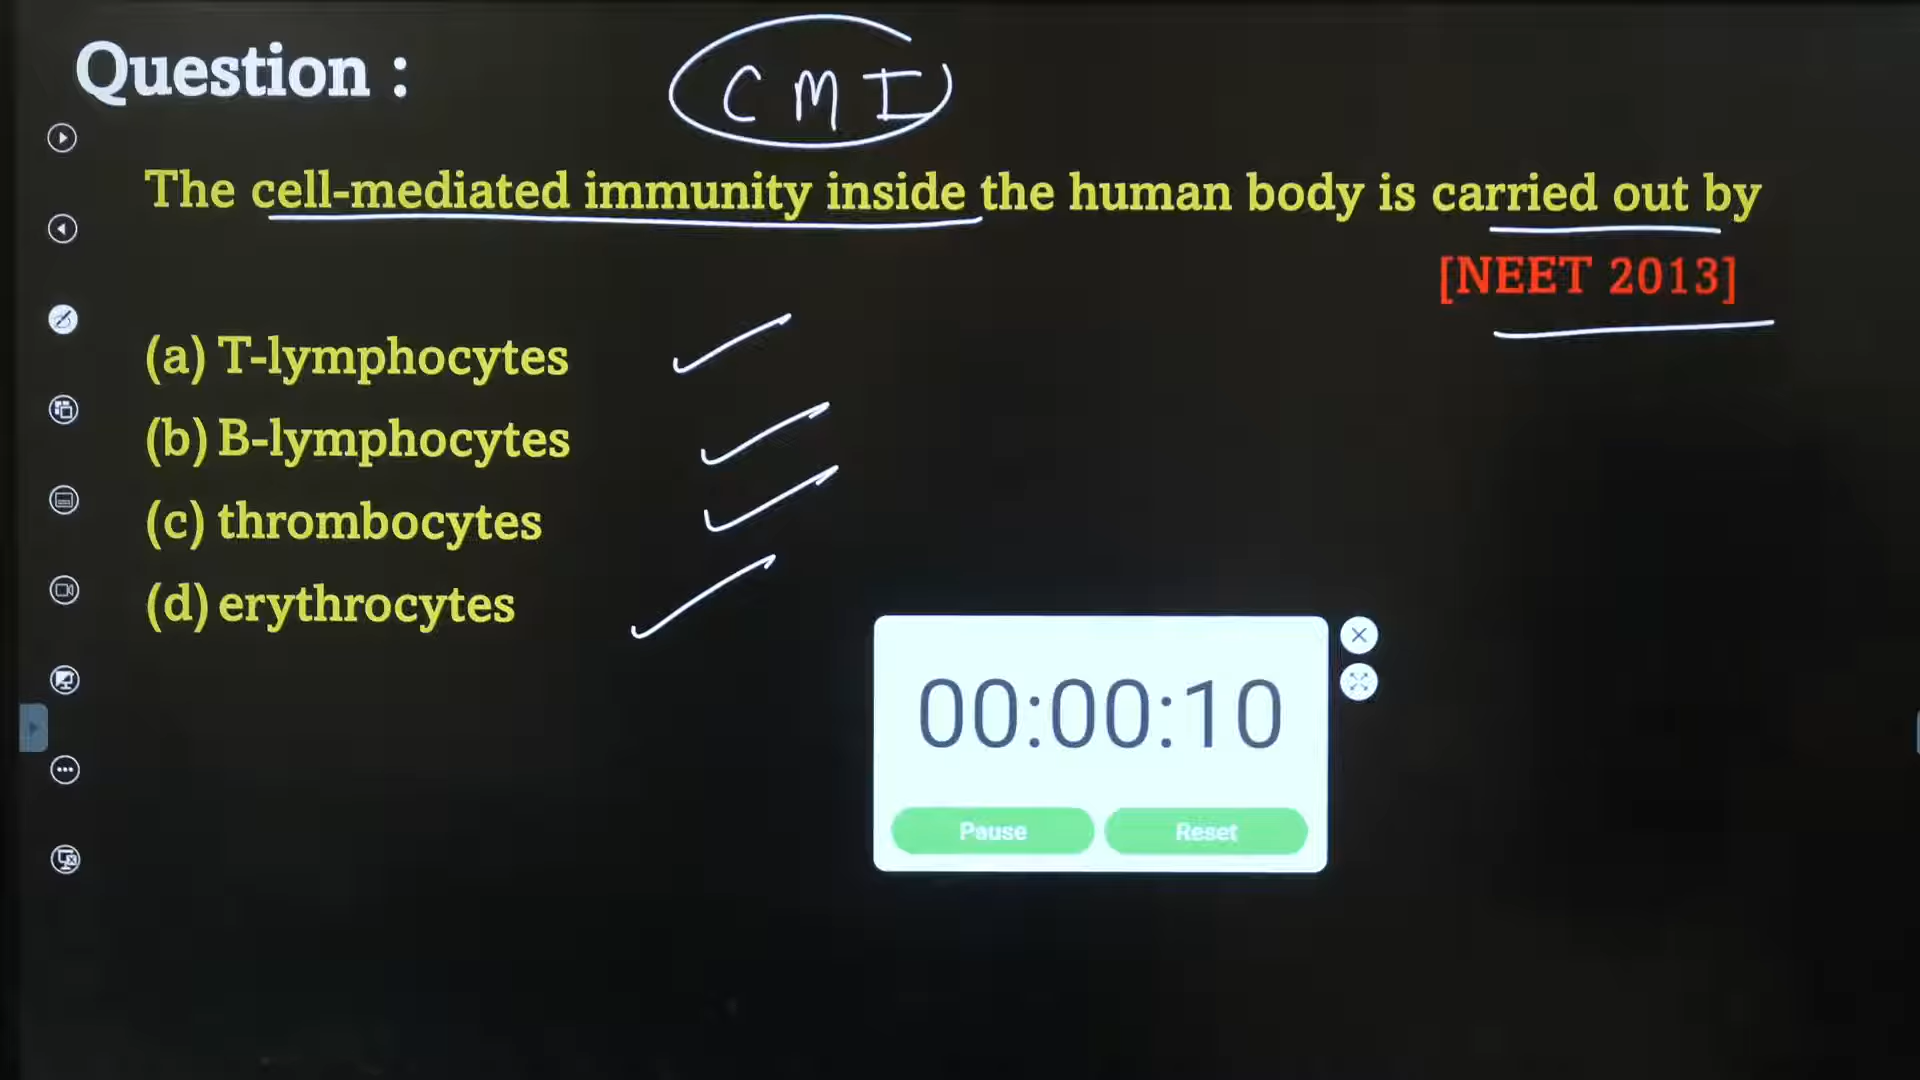 Question :
CMI
The cell-mediated immunity inside the human body is carried out by
[NEET 2013]
(a) T-lymphocytes
(b) B-lymphocytes
(c) thrombocytes
(d) erythrocytes
00:00:10
Pause
Reset